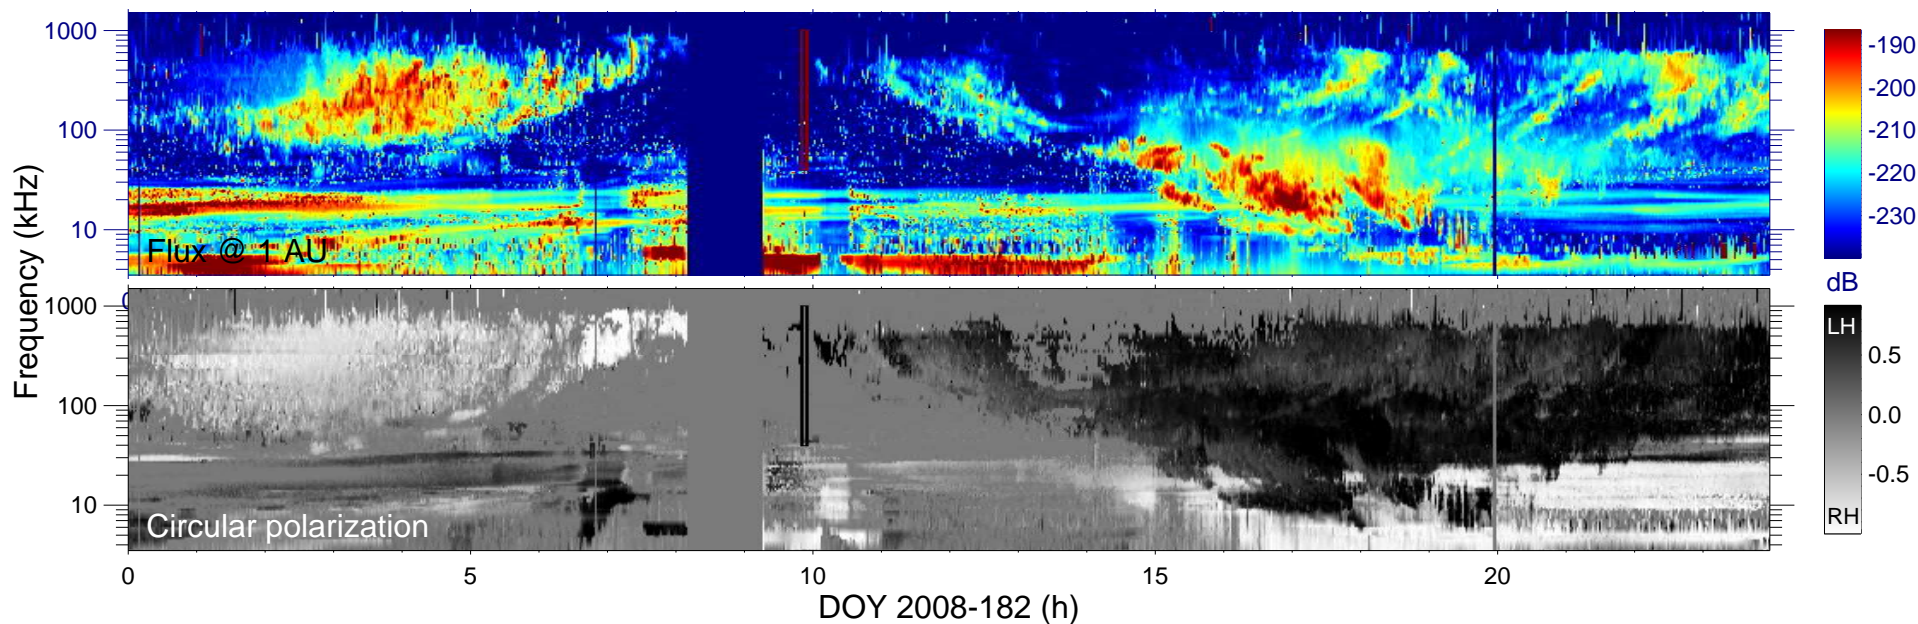 1000
100
10
Flux @ 1 AU
-190
-200
-210
-220
-230
dB
0
Frequency (kHz)
1000
100
10
Circular polarization
LH
0.5
0.0
-0.5
RH
0 5 10 15 20
DOY 2008-182 (h)